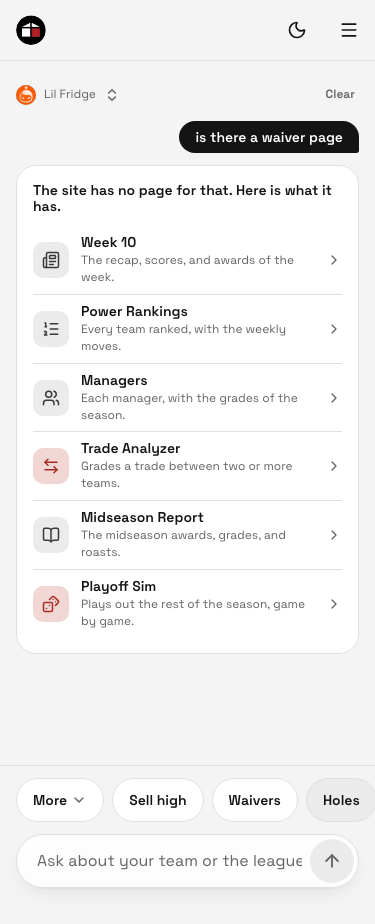 Lil Fridge
Clear
is there a waiver page
The site has no page for that. Here is what it
has.
Week 10
The recap, scores, and awards of the
week.
Power Rankings
Every team ranked, with the weekly
moves.
Managers
Each manager, with the grades of the
season.
Trade Analyzer
Grades a trade between two or more
teams.
Midseason Report
The midseason awards, grades, and
roasts.
Playoff Sim
Plays out the rest of the season, game
by game.
More
Sell high
Waivers
Holes
Ask about your team or the league